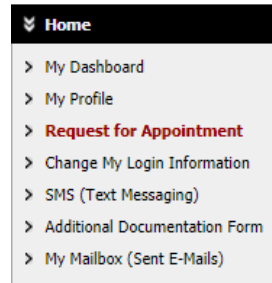 Home
My Dashboard
My Profile
Request for Appointment
Change My Login Information
SMS (Text Messaging)
Additional Documentation Form
My Mailbox (Sent E-Mails)